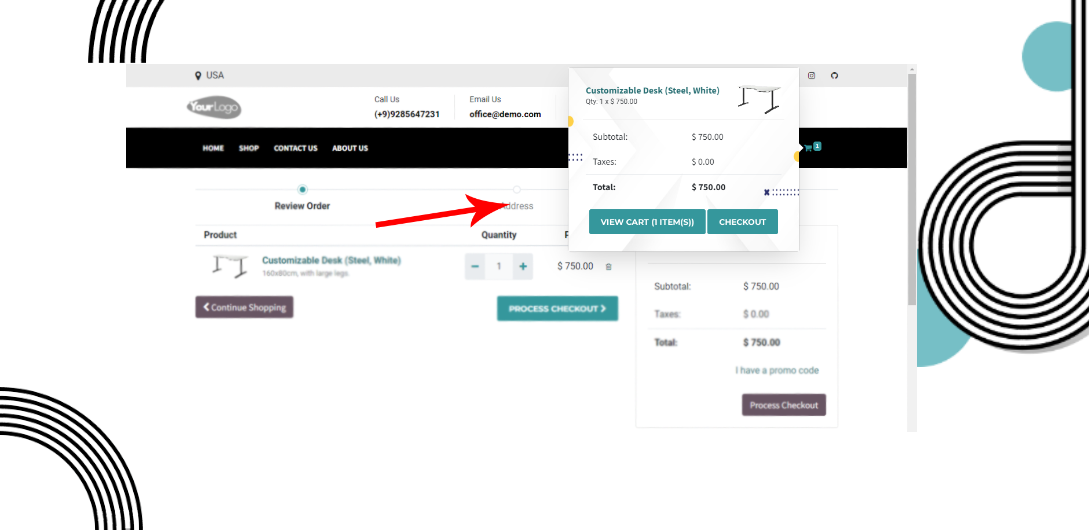 USA
YourLogo
Call Us
(+9)9285647231
Email Us
office@demo.com
Customizable Desk (Steel, White)
Qty: 1 x $ 750.00
Subtotal: $ 750.00
Taxes: $ 0.00
Total: $ 750.00
VIEW CART (1 ITEM(S)) CHECKOUT
HOME SHOP CONTACT US ABOUT US
1
Review Order
Product Quantity
Customizable Desk (Steel, White)
160x80cm, with large legs.
1 $ 750.00
Continue Shopping
PROCESS CHECKOUT
Subtotal: $ 750.00
Taxes: $ 0.00
Total: $ 750.00
I have a promo code
Process Checkout